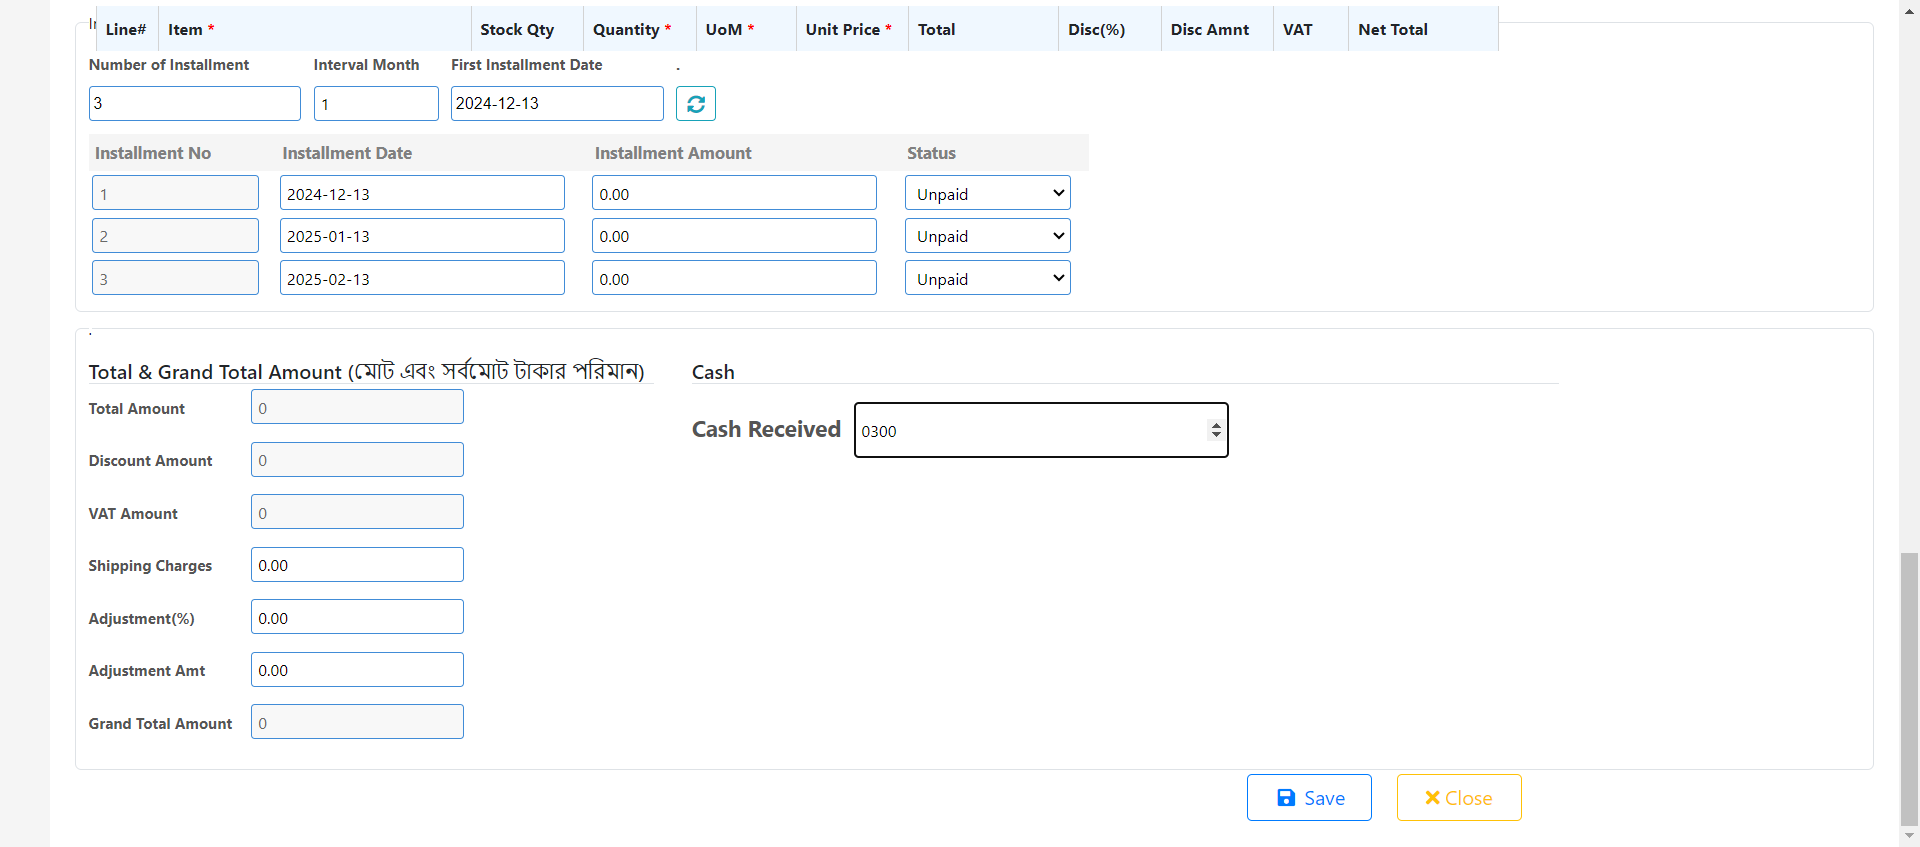 Line# Item * Stock Qty Quantity * UoM * Unit Price * Total Disc(%) Disc Amnt VAT Net Total
Number of Installment Interval Month First Installment Date .
3 1 2024-12-13
Installment No Installment Date Installment Amount Status
1 2024-12-13 0.00 Unpaid
2 2025-01-13 0.00 Unpaid
3 2025-02-13 0.00 Unpaid
.
Total & Grand Total Amount (মোট এবং সর্বমোট টাকার পরিমান) Cash
Total Amount 0
Cash Received 0300
Discount Amount 0
VAT Amount 0
Shipping Charges 0.00
Adjustment(%) 0.00
Adjustment Amt 0.00
Grand Total Amount 0
Save Close